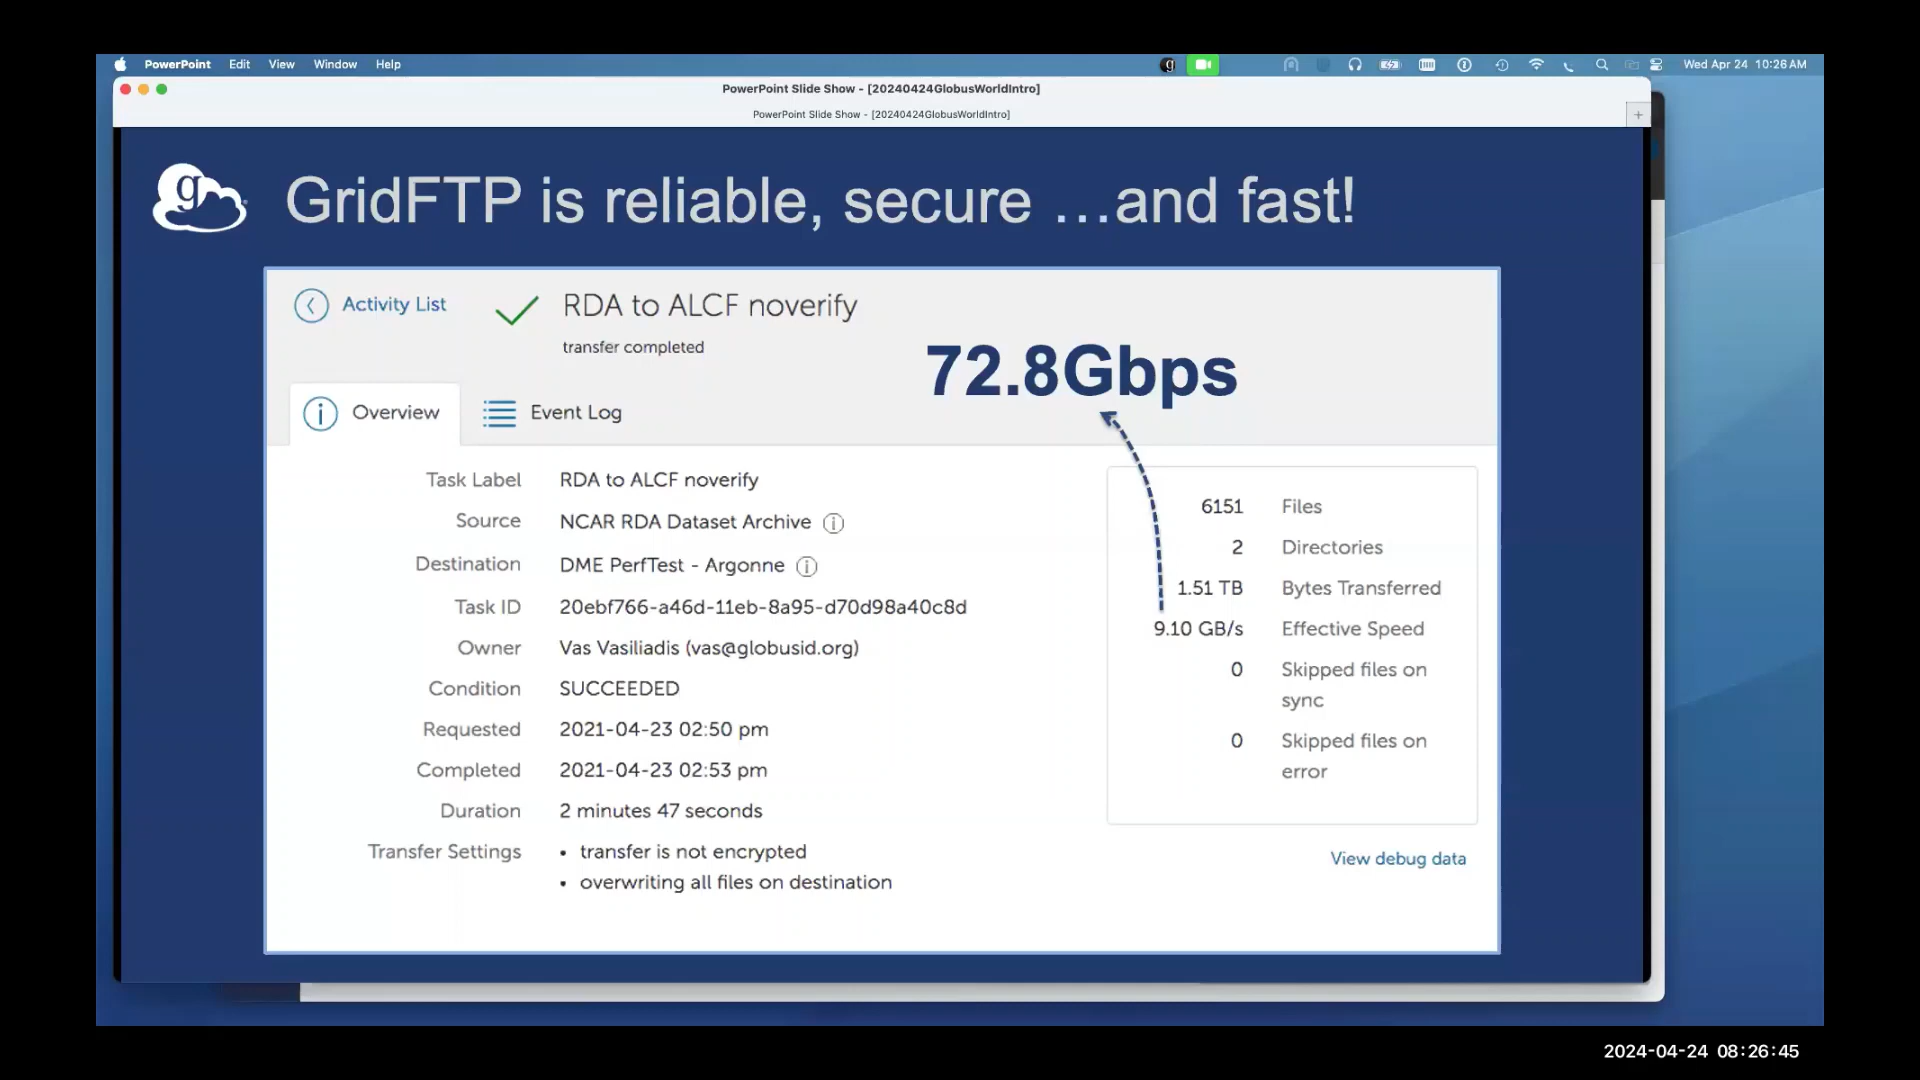 PowerPoint Edit View Window Help
Wed Apr 24 10:26 AM
PowerPoint Slide Show - [20240424GlobusWorldIntro]
PowerPoint Slide Show - [20240424GlobusWorldIntro]
g
GridFTP is reliable, secure …and fast!
Activity List
RDA to ALCF noverify
transfer completed
72.8Gbps
Overview
Event Log
Task Label RDA to ALCF noverify
Source NCAR RDA Dataset Archive
Destination DME PerfTest - Argonne
Task ID 20ebf766-a46d-11eb-8a95-d70d98a40c8d
Owner Vas Vasiliadis (vas@globusid.org)
Condition SUCCEEDED
Requested 2021-04-23 02:50 pm
Completed 2021-04-23 02:53 pm
Duration 2 minutes 47 seconds
Transfer Settings • transfer is not encrypted
• overwriting all files on destination
6151 Files
2 Directories
1.51 TB Bytes Transferred
9.10 GB/s Effective Speed
0 Skipped files on
sync
0 Skipped files on
error
View debug data
2024-04-24 08:26:45